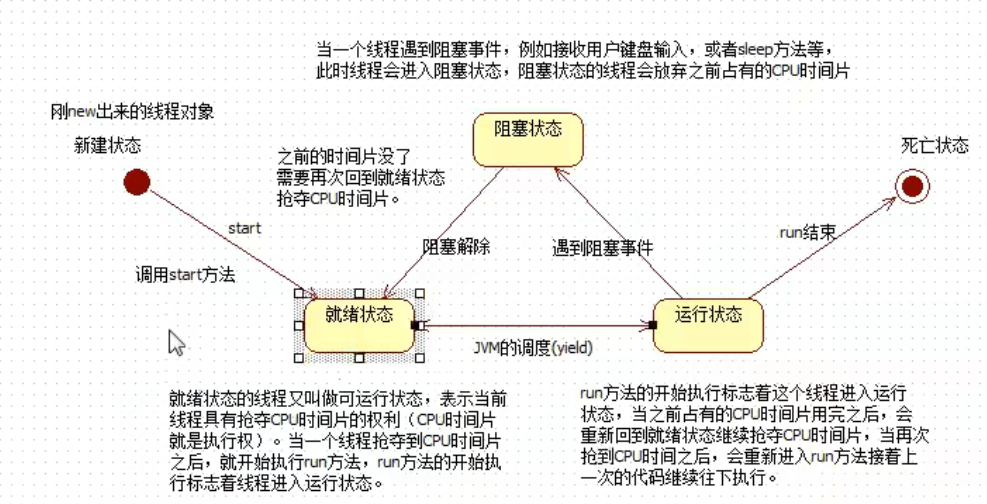 当一个线程遇到阻塞事件，例如接收用户键盘输入，或者sleep方法等，
此时线程会进入阻塞状态，阻塞状态的线程会放弃之前占有的CPU时间片
刚new出来的线程对象
新建状态
阻塞状态
死亡状态
之前的时间片没了
需要再次回到就绪状态
抢夺CPU时间片。
start
阻塞解除
遇到阻塞事件
run结束
调用start方法
就绪状态
运行状态
JVM的调度(yield)
就绪状态的线程又叫做可运行状态，表示当前
线程具有抢夺CPU时间片的权利（CPU时间片
就是执行权）。当一个线程抢夺到CPU时间片
之后，就开始执行run方法，run方法的开始执
行标志着线程进入运行状态。
run方法的开始执行标志着这个线程进入运行
状态，当之前占有的CPU时间片用完之后，会
重新回到就绪状态继续抢夺CPU时间片，当再次
抢到CPU时间之后，会重新进入run方法接着上
一次的代码继续往下执行。